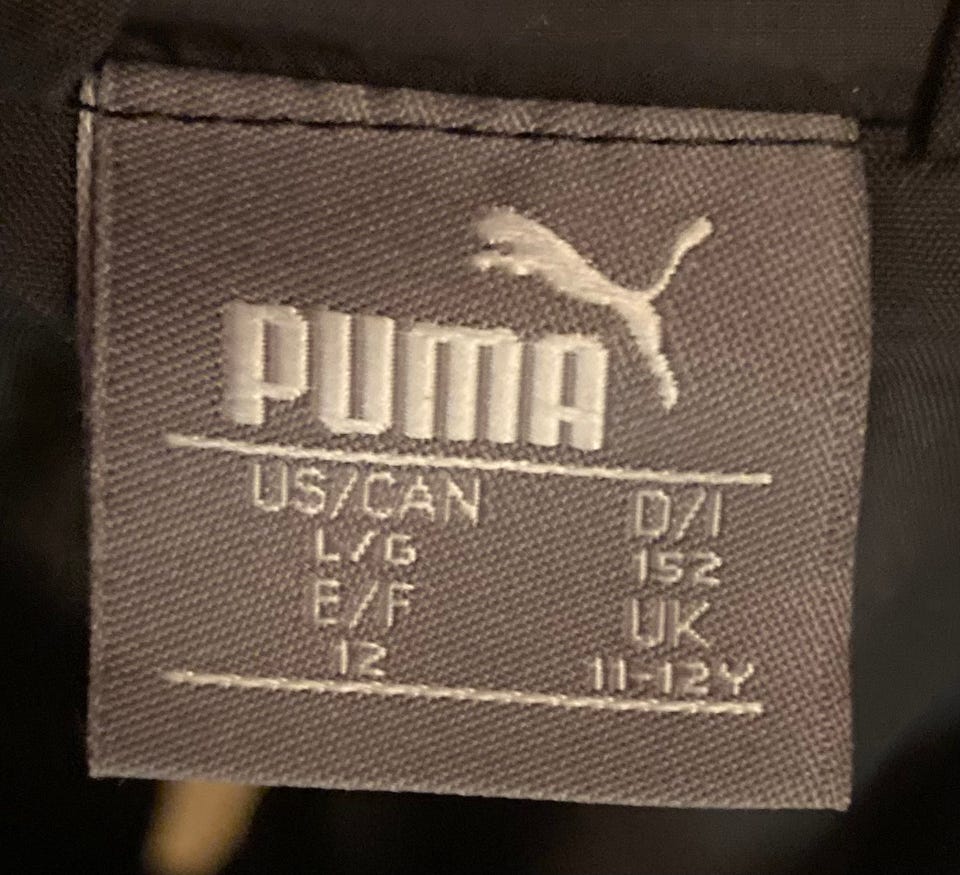 PUMA
US/CAN D/I
L/G 152
E/F UK
12 11-12Y